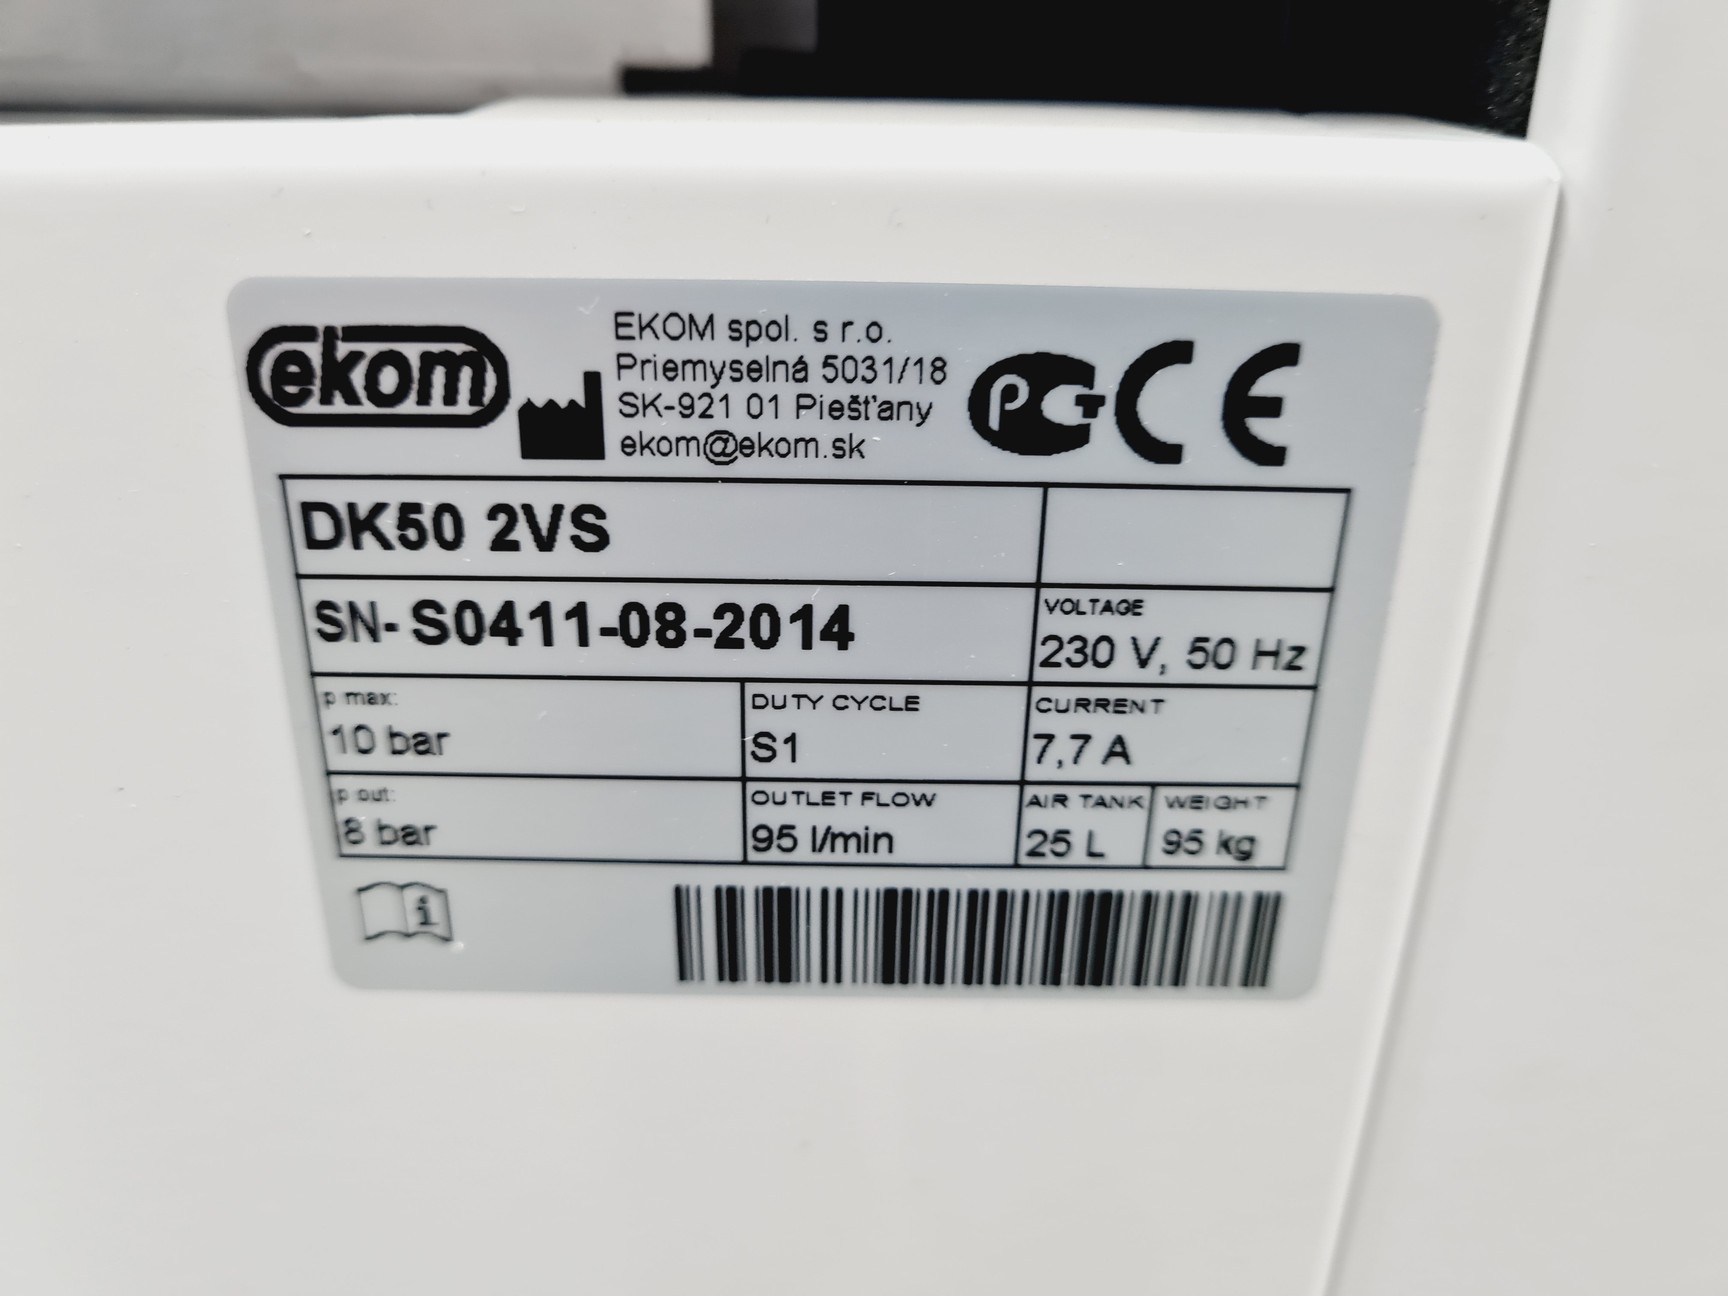 ekom
EKOM spol. s r.o.
Priemyselná 5031/18
SK-921 01 Piešťany
ekom@ekom.sk
PCT CE
DK50 2VS
SN- S0411-08-2014
VOLTAGE
230 V, 50 Hz
p max:
10 bar
DUTY CYCLE
S1
CURRENT
7,7 A
p out:
8 bar
OUTLET FLOW
95 l/min
AIR TANK
25 L
WEIGHT
95 kg
i